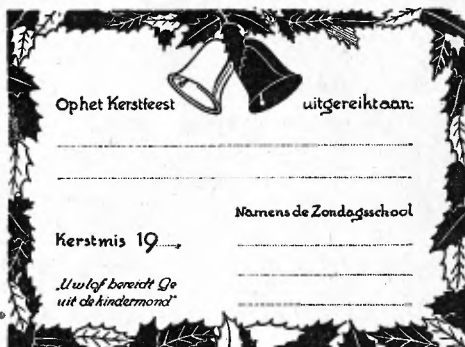 Op het Kerstfeest uitgereikt aan:
Namens de Zondagsschool
Kerstmis 19....
„Uw lof bereidt Ge
uit de kindermond"